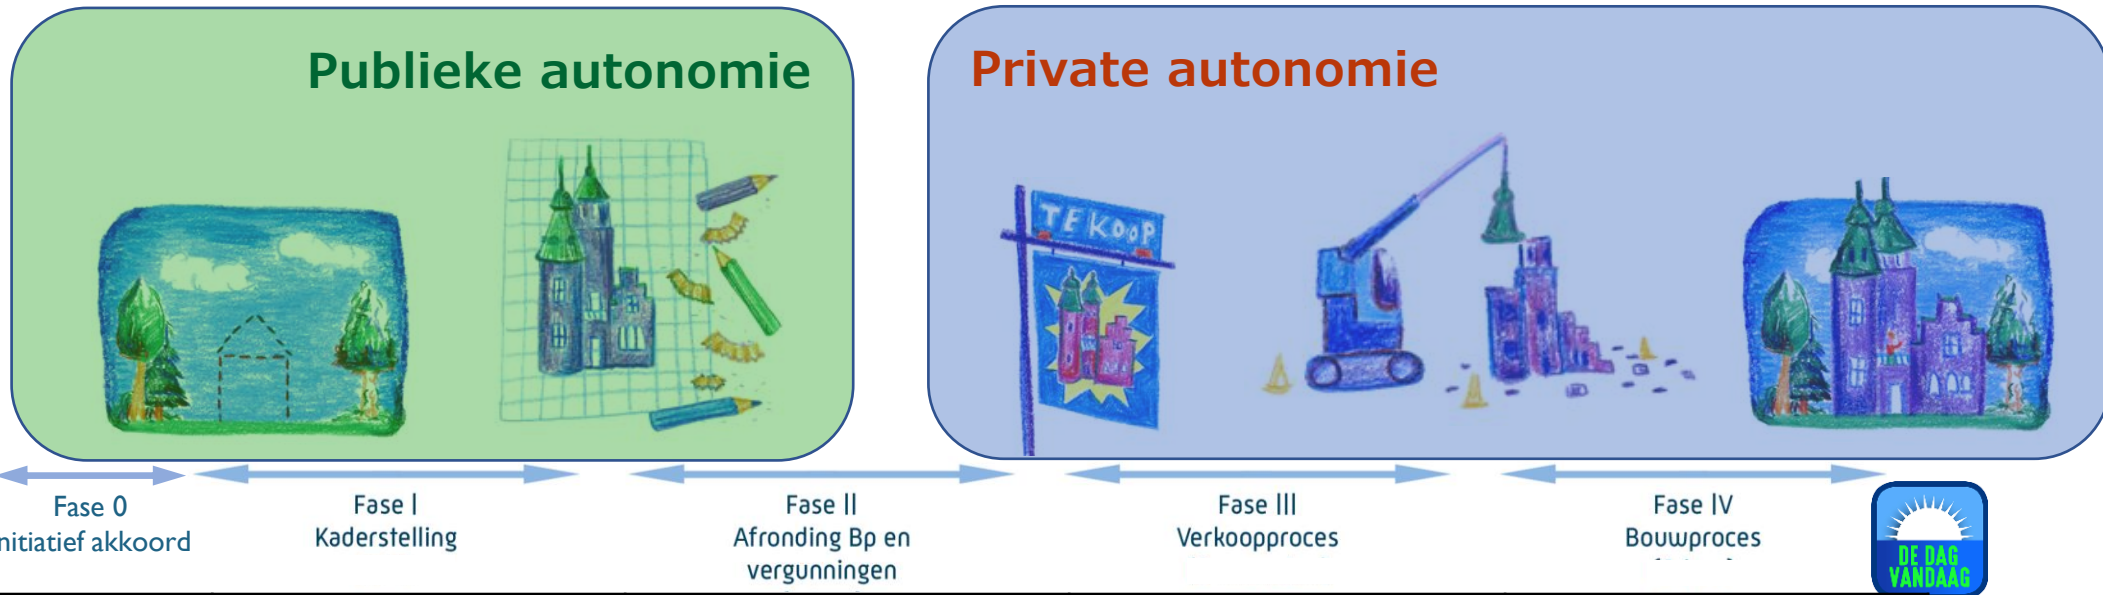 Publieke autonomie
Private autonomie
TE KOOP
Fase 0
nitiatief akkoord
Fase I
Kaderstelling
Fase II
Afronding Bp en
vergunningen
Fase III
Verkoopproces
Fase IV
Bouwproces
DE DAG
VANDAAG